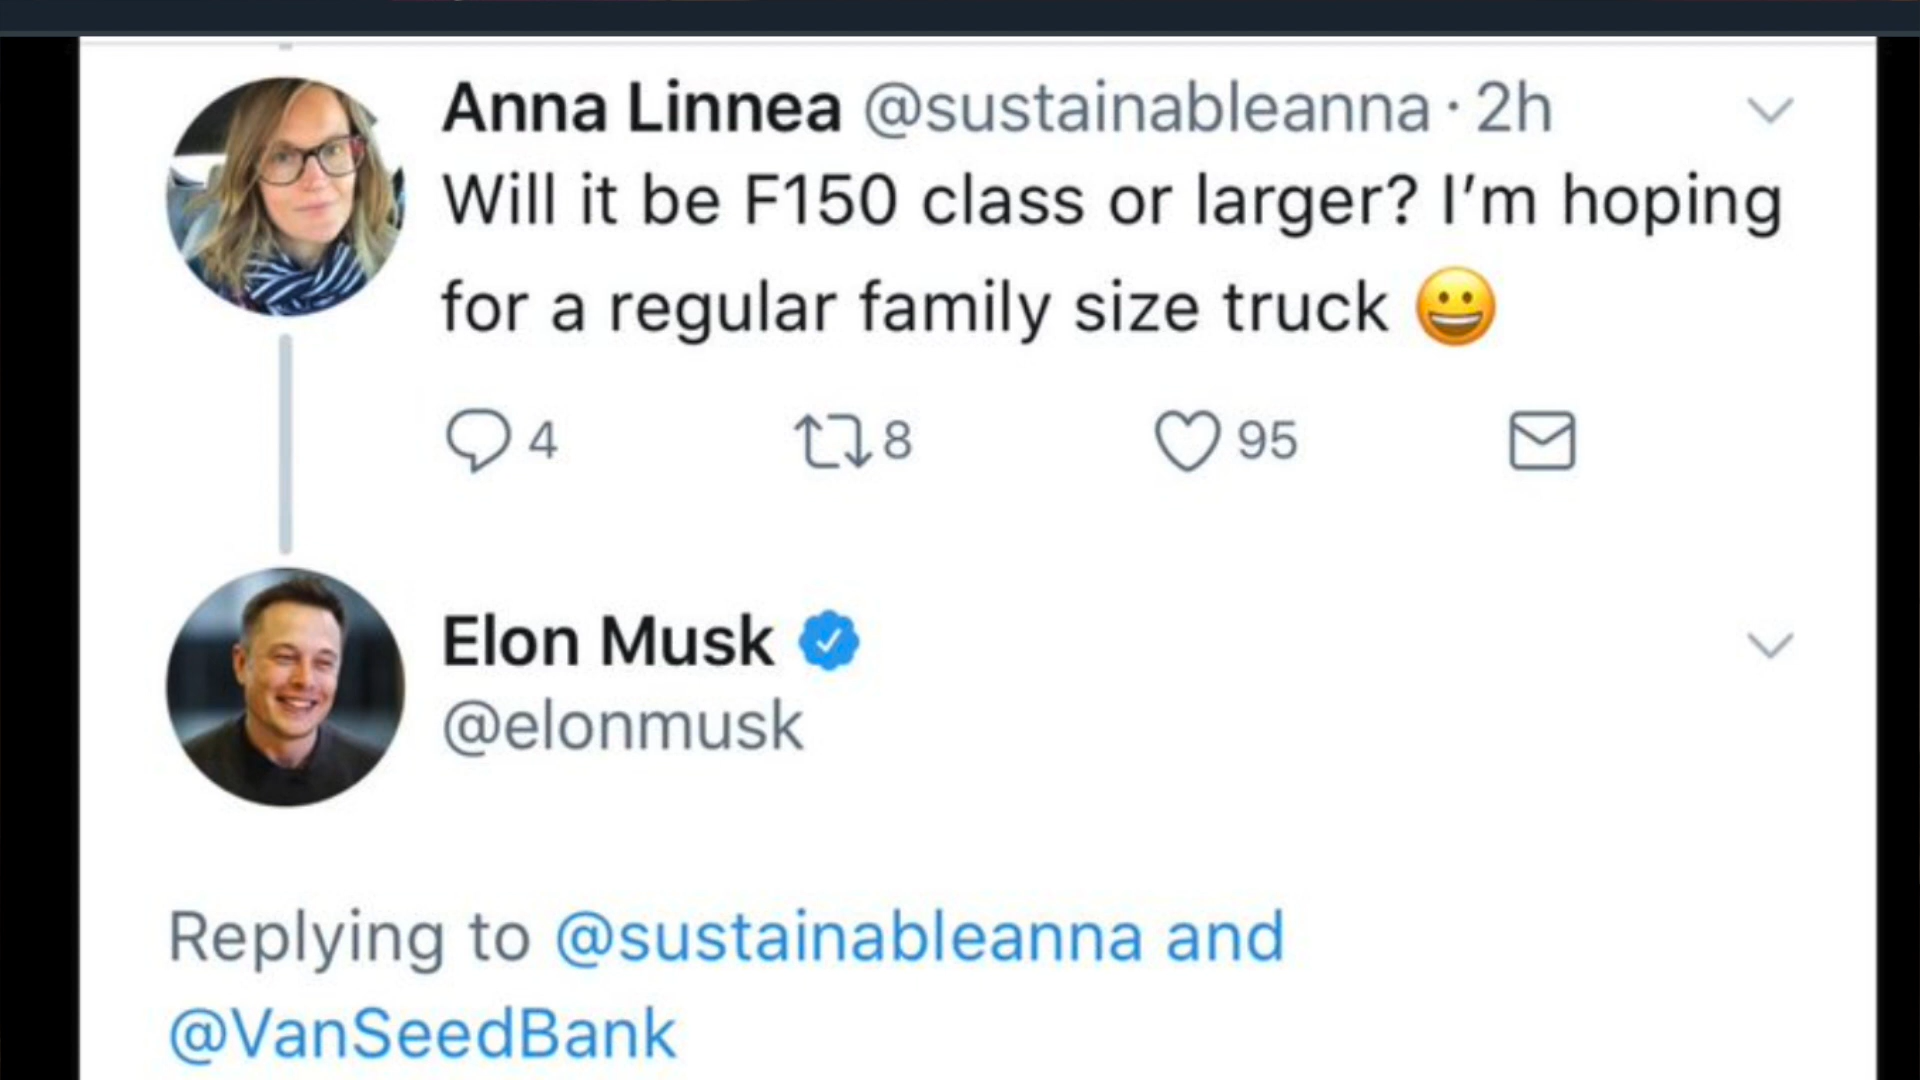 Anna Linnea @sustainableanna · 2h
Will it be F150 class or larger? I’m hoping
for a regular family size truck 😀
4 8 95
Elon Musk
@elonmusk
Replying to @sustainableanna and
@VanSeedBank